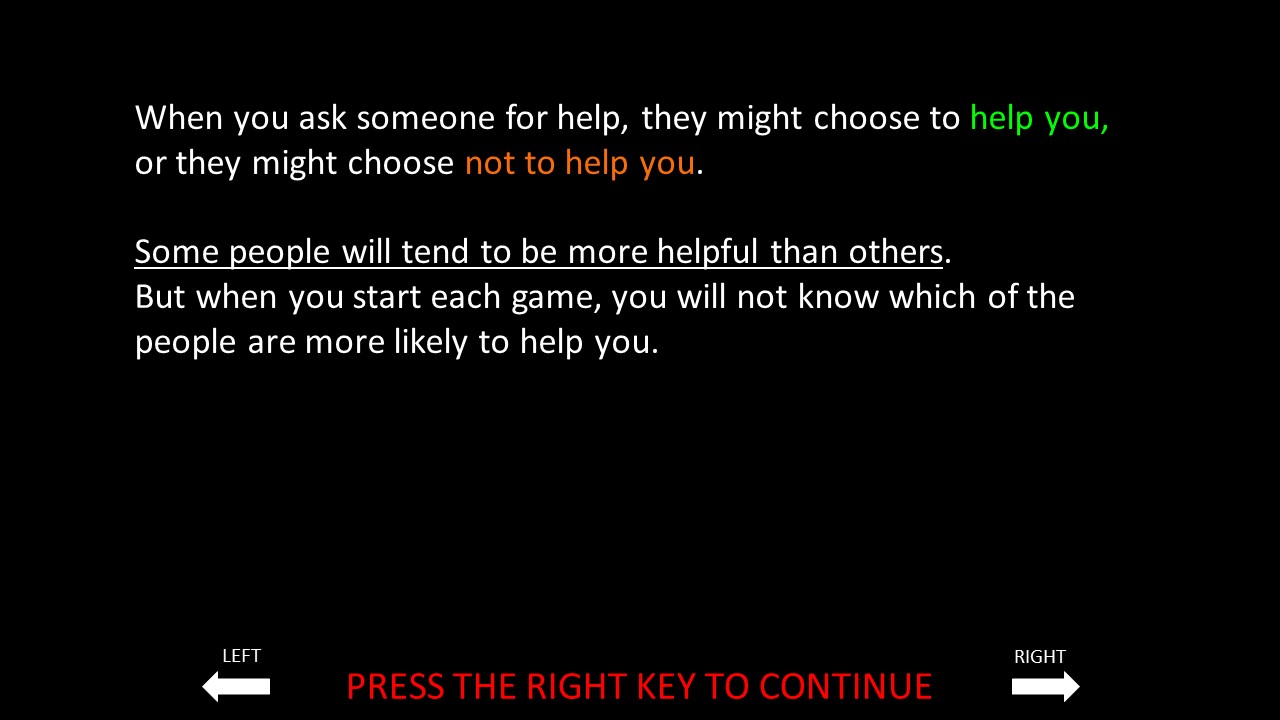 When you ask someone for help, they might choose to help you,
or they might choose not to help you.
Some people will tend to be more helpful than others.
But when you start each game, you will not know which of the
people are more likely to help you.
LEFT
RIGHT
PRESS THE RIGHT KEY TO CONTINUE